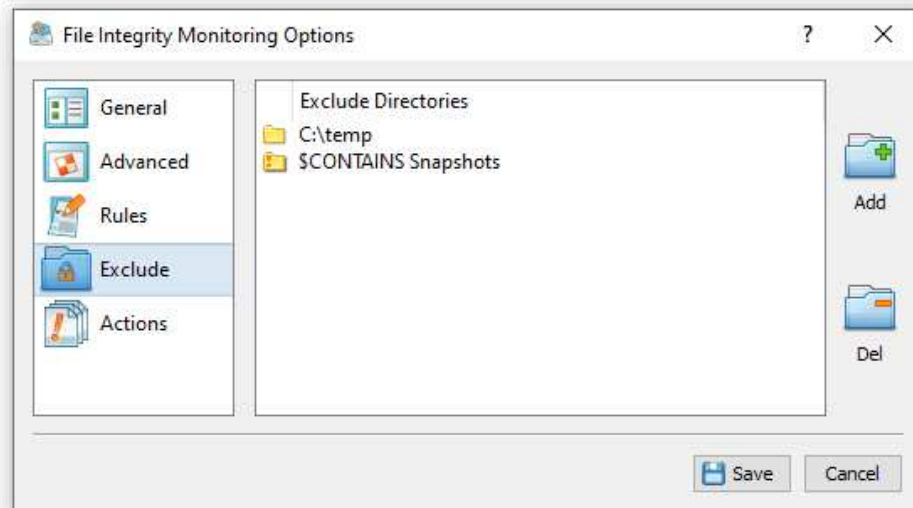 File Integrity Monitoring Options
?
General
Advanced
Rules
Exclude
Actions
Exclude Directories
C:\temp
$CONTAINS Snapshots
Add
Del
Save
Cancel